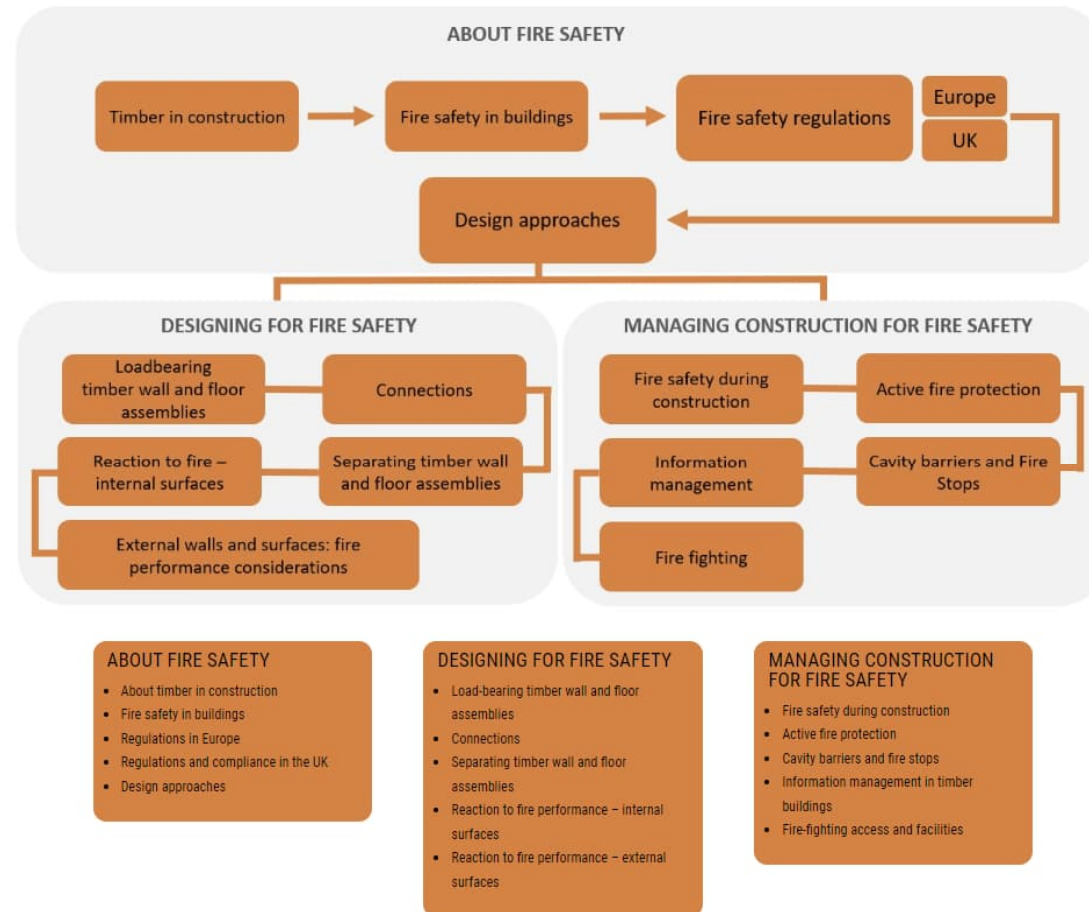 ABOUT FIRE SAFETY
Timber in construction
Fire safety in buildings
Fire safety regulations
Europe
UK
Design approaches
DESIGNING FOR FIRE SAFETY
Loadbearing
timber wall and floor
assemblies
Connections
Reaction to fire –
internal surfaces
Separating timber wall
and floor assemblies
External walls and surfaces: fire
performance considerations
MANAGING CONSTRUCTION FOR FIRE SAFETY
Fire safety during
construction
Active fire protection
Information
management
Cavity barriers and Fire
Stops
Fire fighting
ABOUT FIRE SAFETY
• About timber in construction
• Fire safety in buildings
• Regulations in Europe
• Regulations and compliance in the UK
• Design approaches
DESIGNING FOR FIRE SAFETY
• Load-bearing timber wall and floor
assemblies
• Connections
• Separating timber wall and floor
assemblies
• Reaction to fire performance – internal
surfaces
• Reaction to fire performance – external
surfaces
MANAGING CONSTRUCTION
FOR FIRE SAFETY
• Fire safety during construction
• Active fire protection
• Cavity barriers and fire stops
• Information management in timber
buildings
• Fire-fighting access and facilities